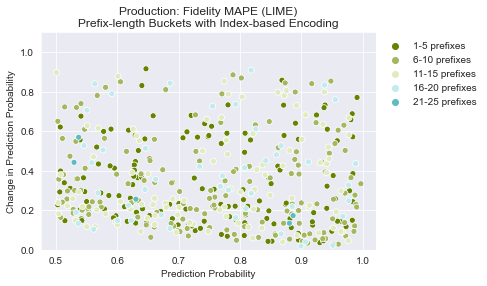 Production: Fidelity MAPE (LIME)
Prefix-length Buckets with Index-based Encoding
Change in Prediction Probability
1.0
0.8
0.6
0.4
0.2
0.0
0.5 0.6 0.7 0.8 0.9 1.0
Prediction Probability
1-5 prefixes
6-10 prefixes
11-15 prefixes
16-20 prefixes
21-25 prefixes